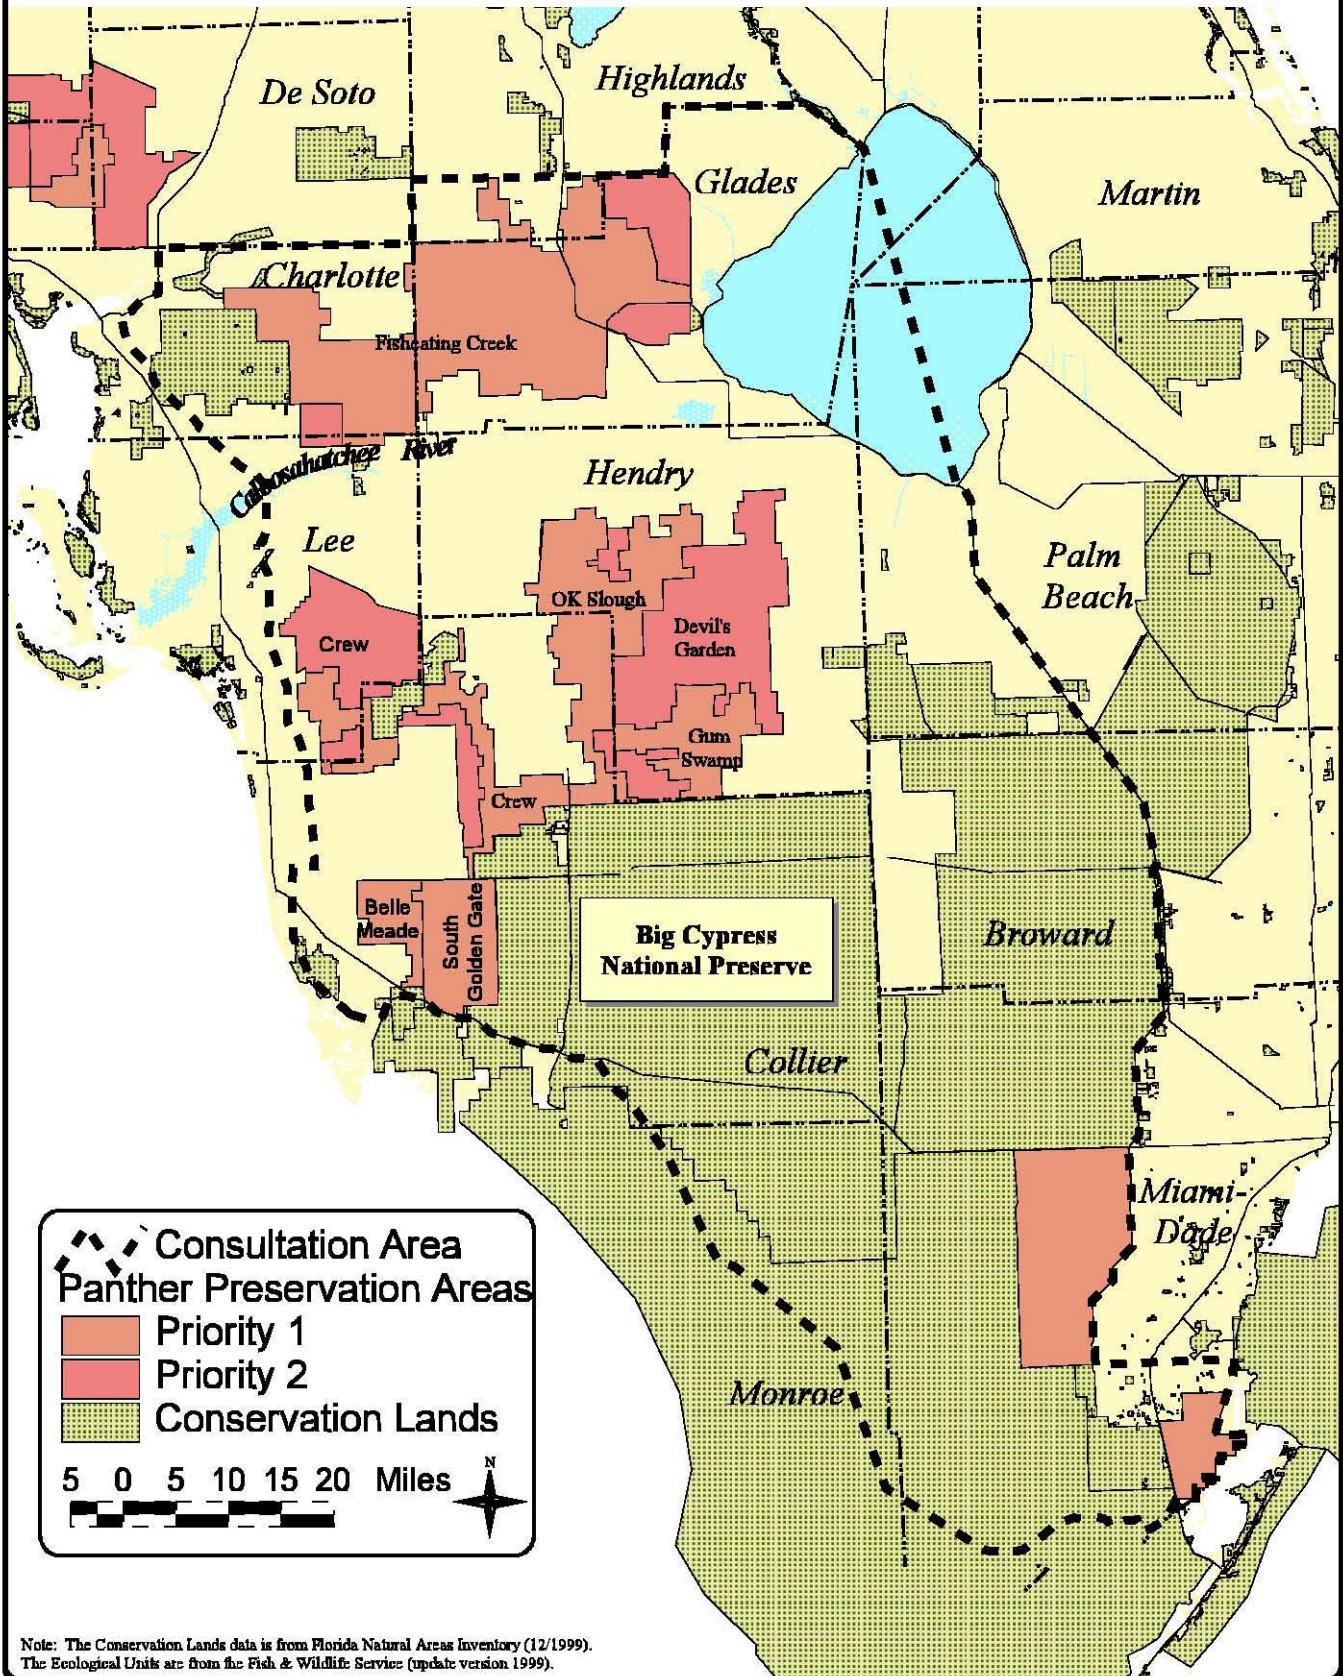 De Soto
Highlands
Glades
Martin
Charlotte
Fisheating Creek
Caloosahatchee River
Hendry
Lee
Palm
Beach
OK Slough
Crew
Devil's
Garden
Gum
Swamp
Crew
Belle
Meade
South
Golden Gate
Big Cypress
National Preserve
Broward
Collier
Miami-
Dade
Monroe
Consultation Area
Panther Preservation Areas
Priority 1
Priority 2
Conservation Lands
5 0 5 10 15 20 Miles
N
Note: The Conservation Lands data is from Florida Natural Areas Inventory (12/1999).
The Ecological Units are from the Fish & Wildlife Service (update version 1999).